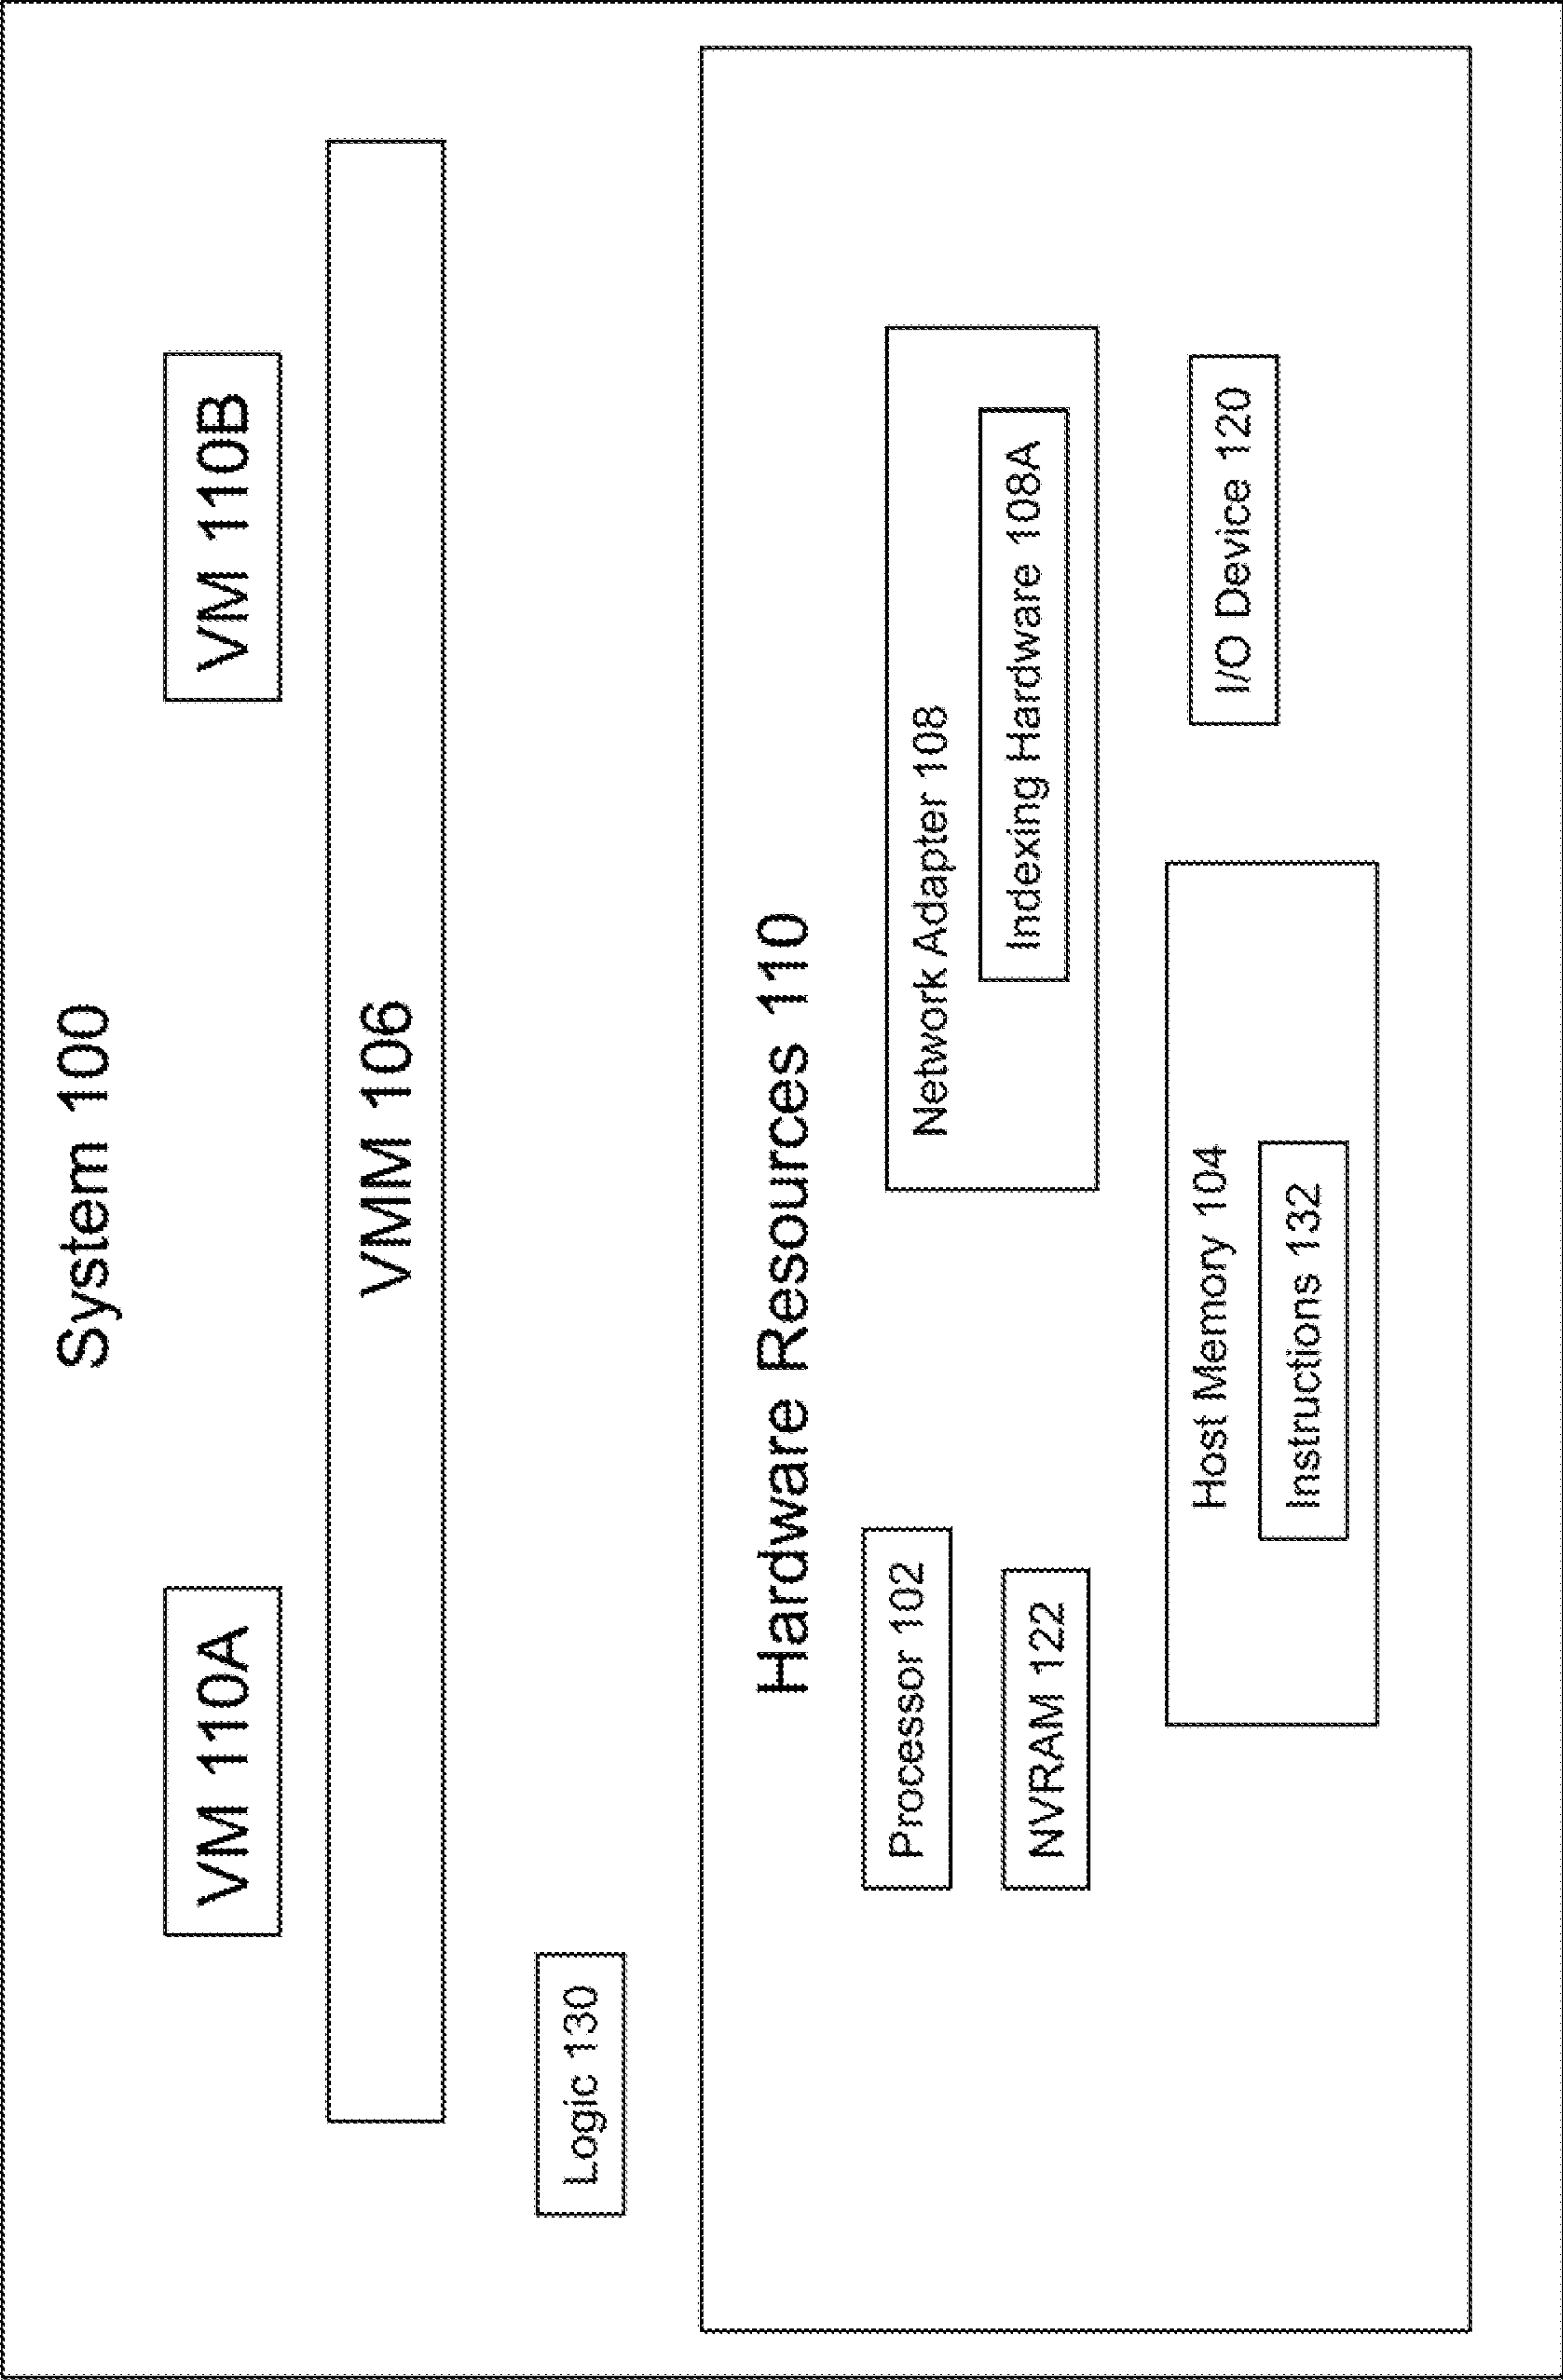 System 100
VM 110A
VM 110B
VMM 106
Logic 130
Hardware Resources 110
Processor 102
NVRAM 122
Network Adapter 108
Indexing Hardware 108A
Host Memory 104
Instructions 132
I/O Device 120